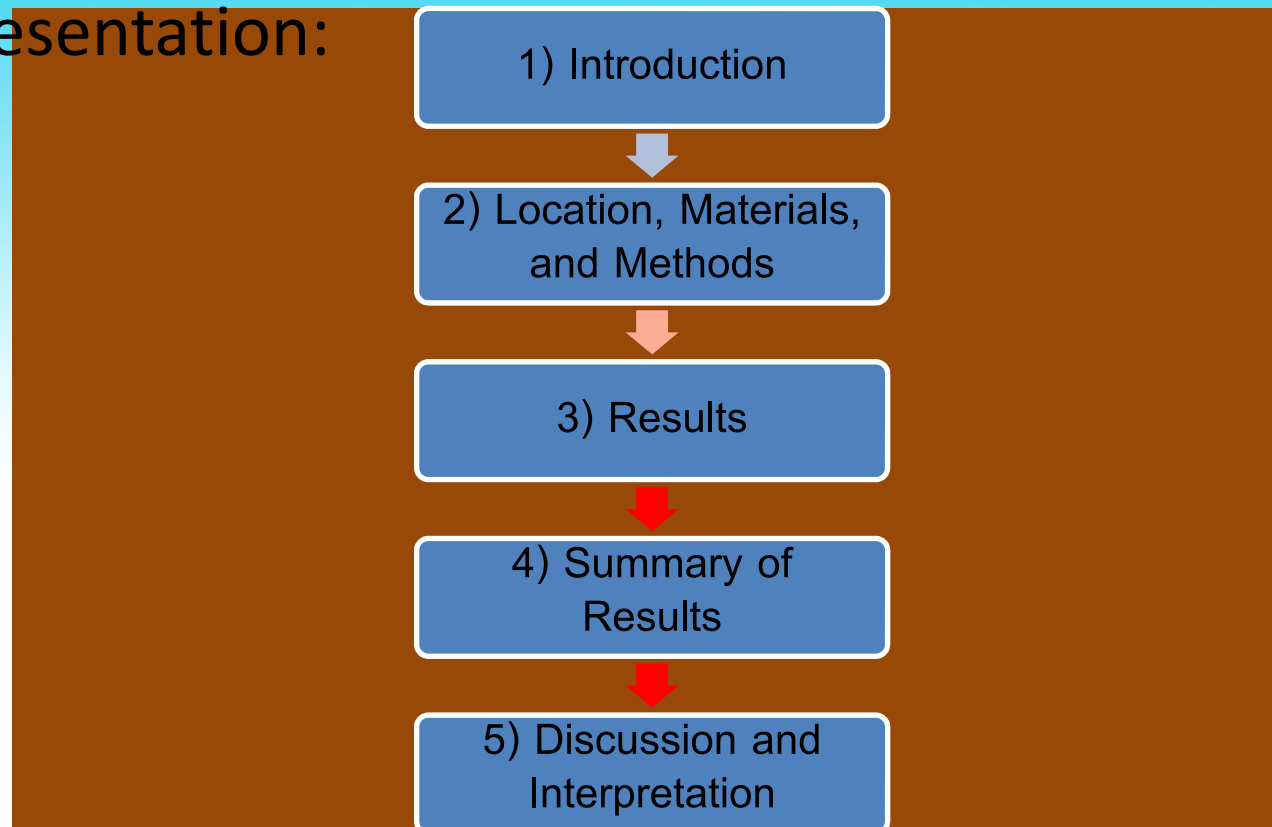 esentation:
1) Introduction
2) Location, Materials,
and Methods
3) Results
4) Summary of
Results
5) Discussion and
Interpretation